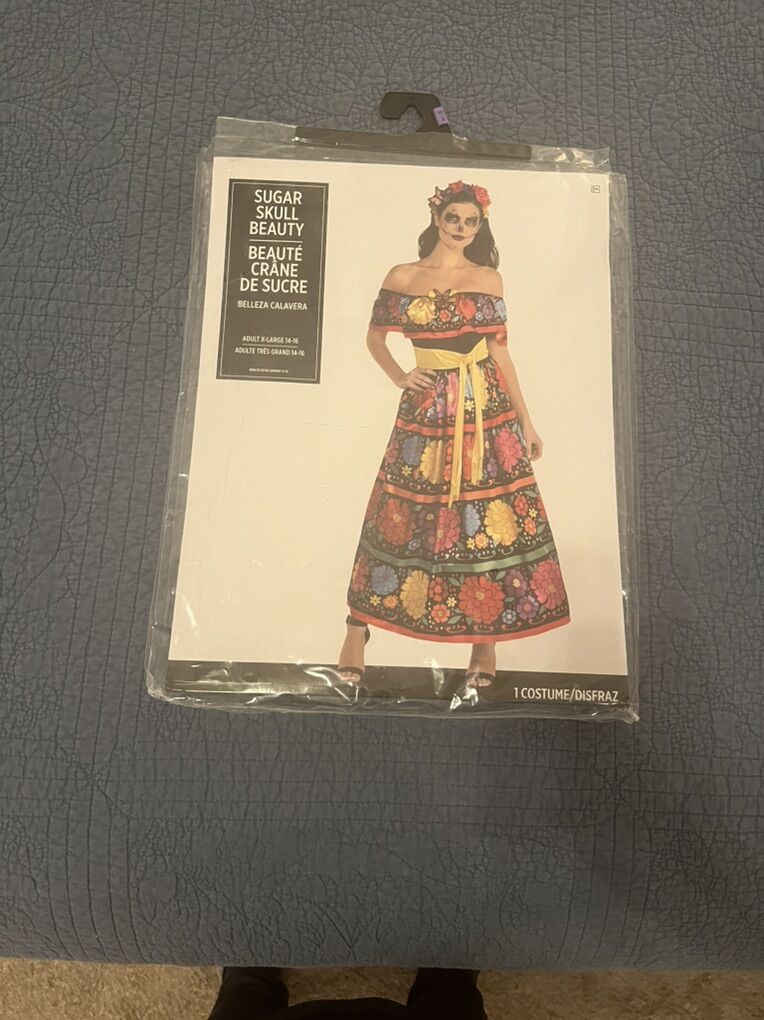 SUGAR
SKULL
BEAUTY
BEAUTÉ
CRÂNE
DE SUCRE
BELLEZA CALAVERA
ADULT X-LARGE 14-16
ADULTE TRÈS GRAND 14-16
1 COSTUME/DISFRAZ